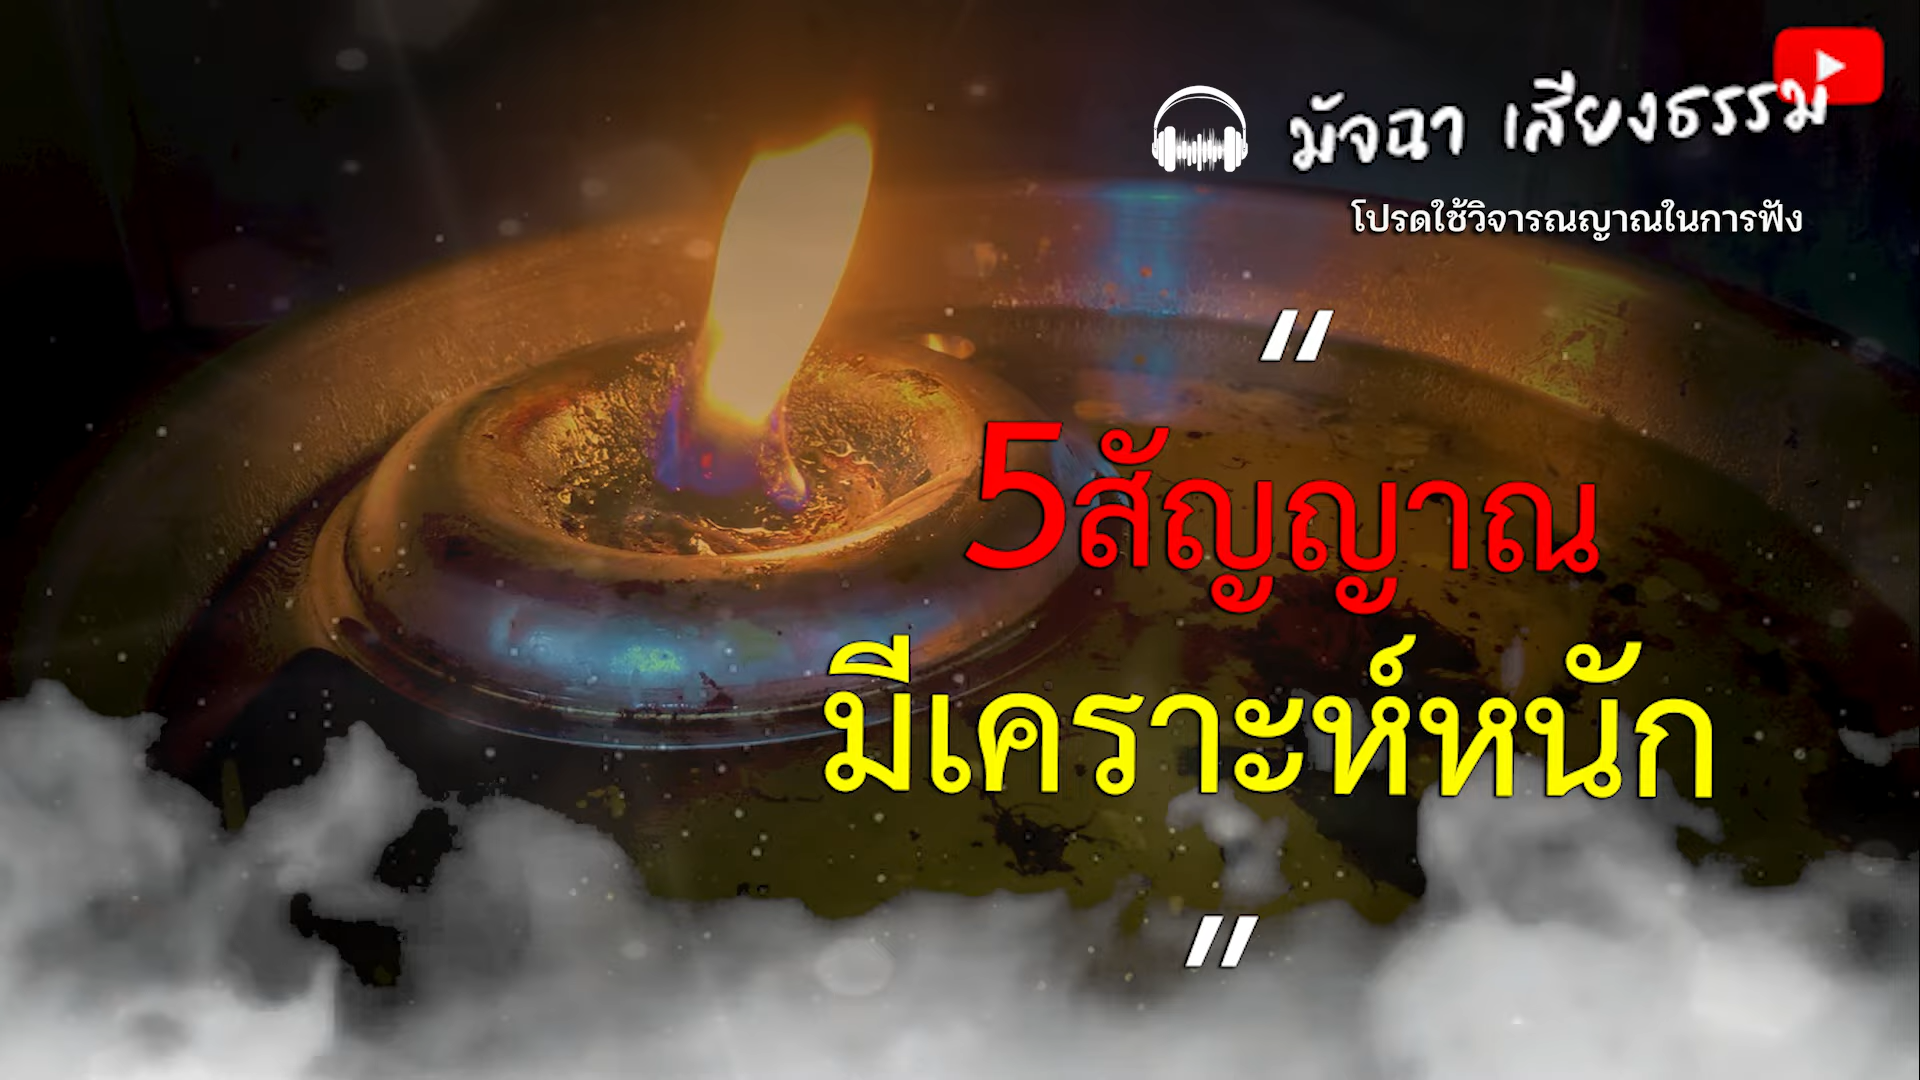 มัจฉา เสียงธรรม
โปรดใช้วิจารณญาณในการฟัง
"
5สัญญาณ
มีเคราะห์หนัก
"